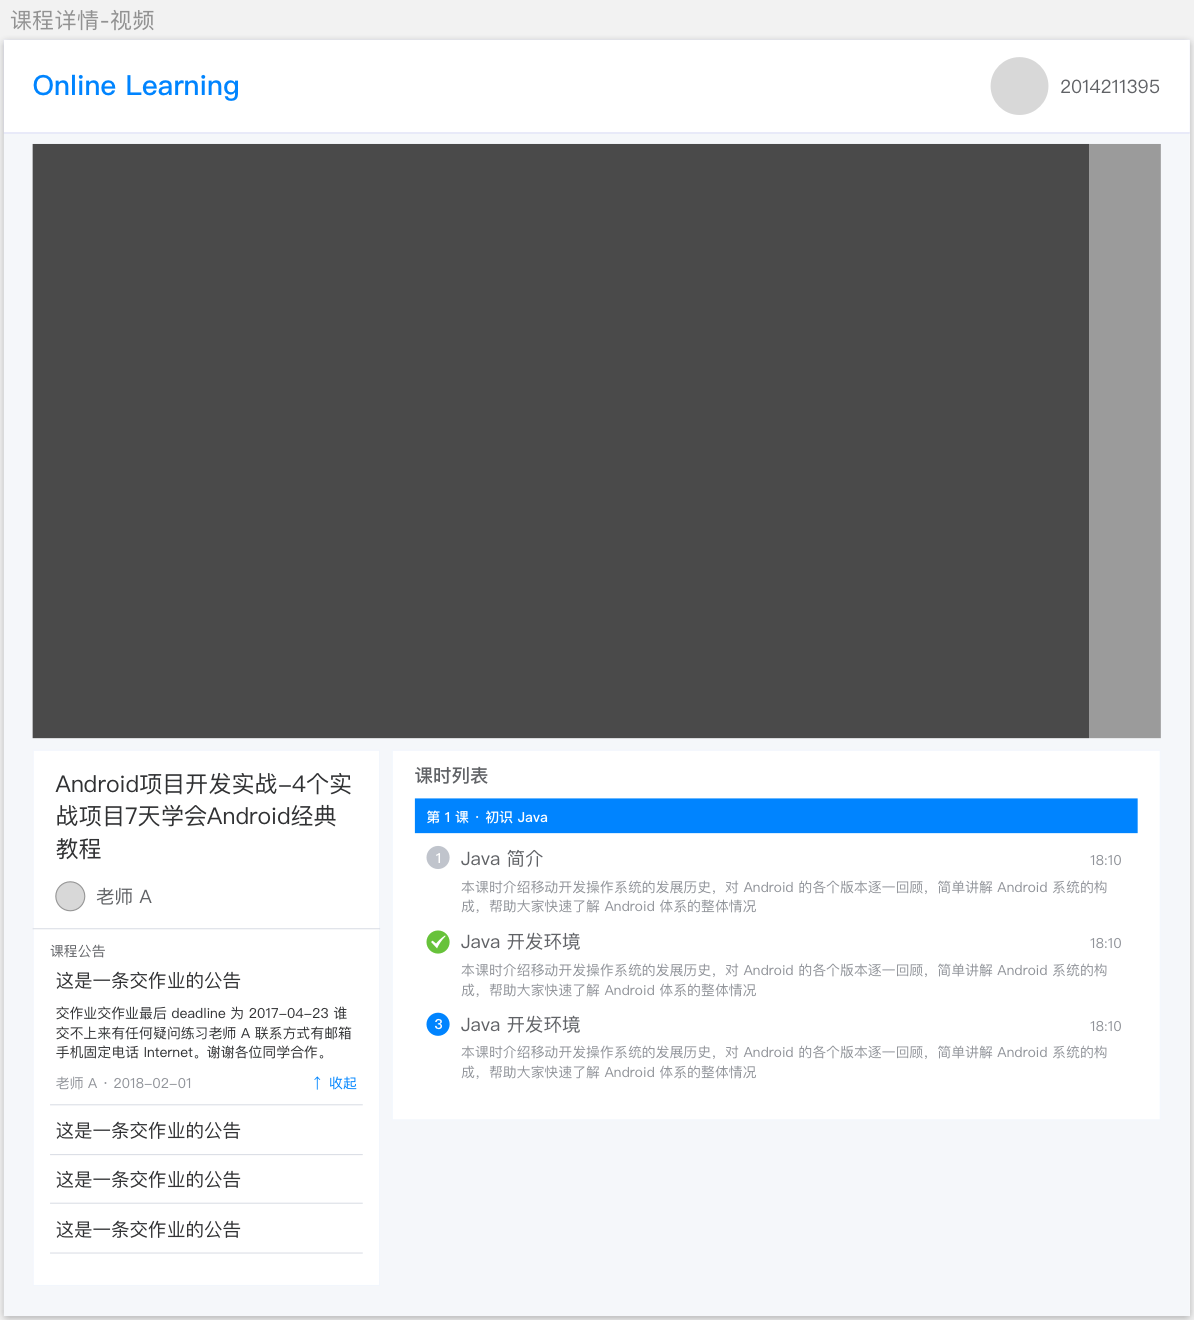 课程详情-视频
Online Learning
2014211395
Android项目开发实战-4个实
战项目7天学会Android经典
教程
老师 A
课程公告
这是一条交作业的公告
交作业交作业最后 deadline 为 2017-04-23 谁
交不上来有任何疑问练习老师 A 联系方式有邮箱
手机固定电话 Internet。谢谢各位同学合作。
老师 A · 2018-02-01
↑ 收起
这是一条交作业的公告
这是一条交作业的公告
这是一条交作业的公告
课时列表
第 1 课 · 初识 Java
1
Java 简介
18:10
本课时介绍移动开发操作系统的发展历史，对 Android 的各个版本逐一回顾，简单讲解 Android 系统的构
成，帮助大家快速了解 Android 体系的整体情况
Java 开发环境
18:10
本课时介绍移动开发操作系统的发展历史，对 Android 的各个版本逐一回顾，简单讲解 Android 系统的构
成，帮助大家快速了解 Android 体系的整体情况
3
Java 开发环境
18:10
本课时介绍移动开发操作系统的发展历史，对 Android 的各个版本逐一回顾，简单讲解 Android 系统的构
成，帮助大家快速了解 Android 体系的整体情况